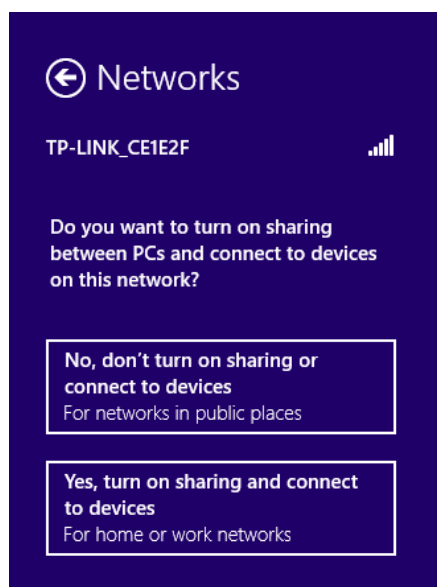 Networks
TP-LINK_CE1E2F
Do you want to turn on sharing
between PCs and connect to devices
on this network?
No, don't turn on sharing or
connect to devices
For networks in public places
Yes, turn on sharing and connect
to devices
For home or work networks